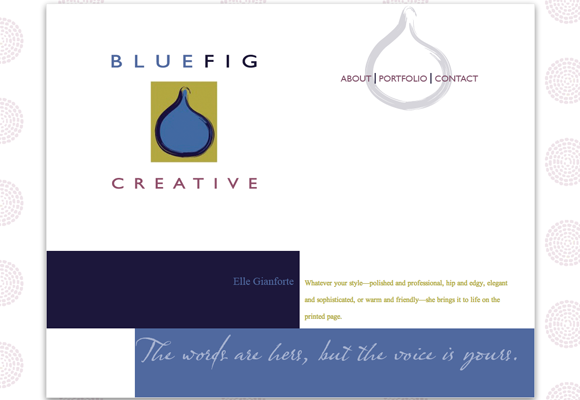 BLUEFIG
ABOUT | PORTFOLIO | CONTACT
CREATIVE
Elle Gianforte
Whatever your style—polished and professional, hip and edgy, elegant
and sophisticated, or warm and friendly—she brings it to life on the
printed page.
The words are hers, but the voice is yours.